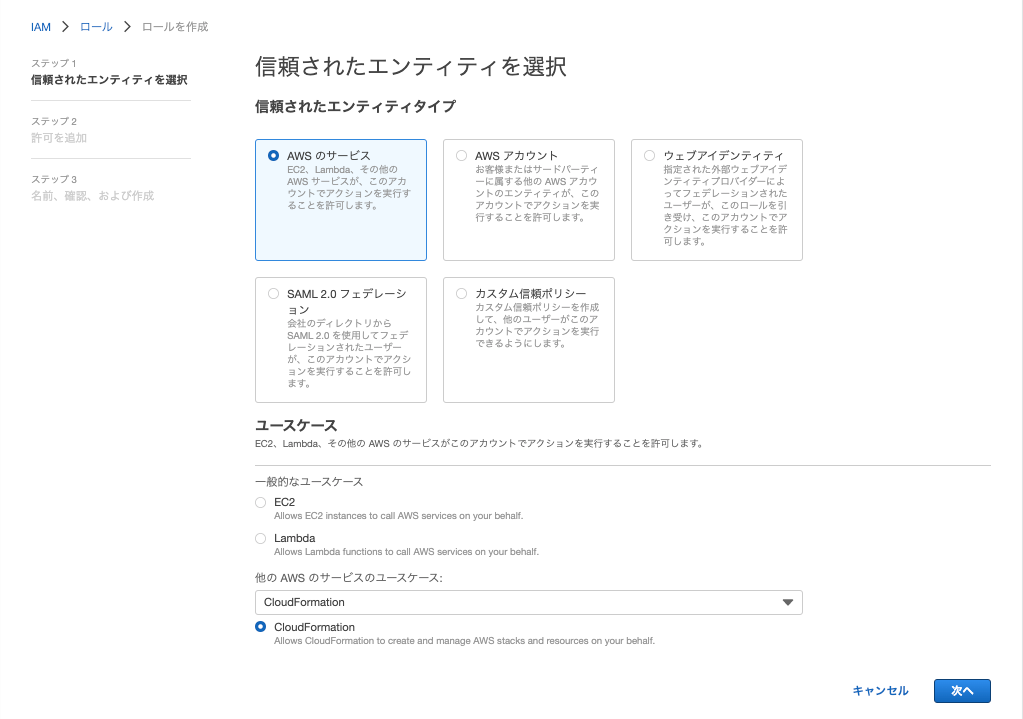 IAM > ロール > ロールを作成
ステップ 1
信頼されたエンティティを選択
ステップ 2
許可を追加
ステップ 3
名前、確認、および作成
信頼されたエンティティを選択
信頼されたエンティティタイプ
AWS のサービス
EC2、Lambda、その他の
AWS サービスが、このアカ
ウントでアクションを実行す
ることを許可します。
AWS アカウント
お客様またはサードパーティ
ーに属する他の AWS アカウ
ントのエンティティが、この
アカウントでアクションを実
行することを許可します。
ウェブアイデンティティ
指定された外部ウェブアイデ
ンティティプロバイダーによ
ってフェデレーションされた
ユーザーが、このロールを引
き受け、このアカウントでア
クションを実行することを許
可します。
SAML 2.0 フェデレーシ
ョン
会社のディレクトリから
SAML 2.0 を使用してフェデ
レーションされたユーザー
が、このアカウントでアクシ
ョンを実行することを許可し
ます。
カスタム信頼ポリシー
カスタム信頼ポリシーを作成
して、他のユーザーがこのア
カウントでアクションを実行
できるようにします。
ユースケース
EC2、Lambda、その他の AWS のサービスがこのアカウントでアクションを実行することを許可します。
一般的なユースケース
EC2
Allows EC2 instances to call AWS services on your behalf.
Lambda
Allows Lambda functions to call AWS services on your behalf.
他の AWS のサービスのユースケース:
CloudFormation
CloudFormation
Allows CloudFormation to create and manage AWS stacks and resources on your behalf.
キャンセル
次へ